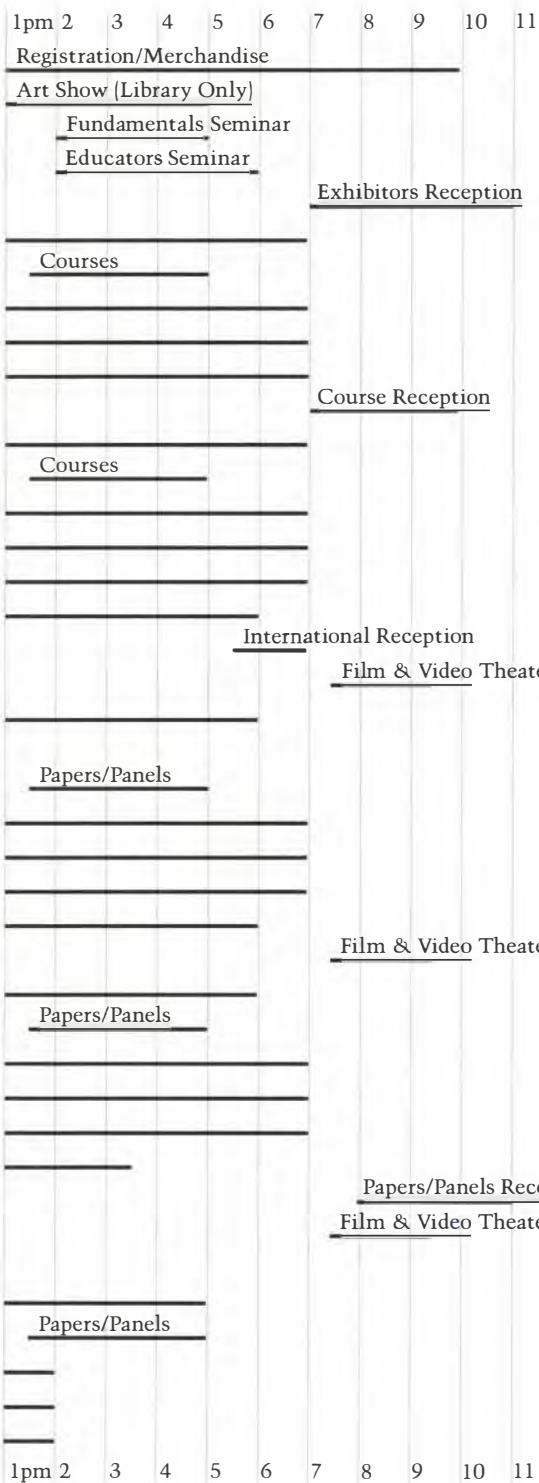 1pm 2 3 4 5 6 7 8 9 10 11
Registration/Merchandise
Art Show (Library Only)
Fundamentals Seminar
Educators Seminar
Exhibitors Reception
Courses
Course Reception
Courses
International Reception
Film & Video Theate
Papers/Panels
Film & Video Theate
Papers/Panels
Papers/Panels Rece
Film & Video Theate
Papers/Panels
1pm 2 3 4 5 6 7 8 9 10 11